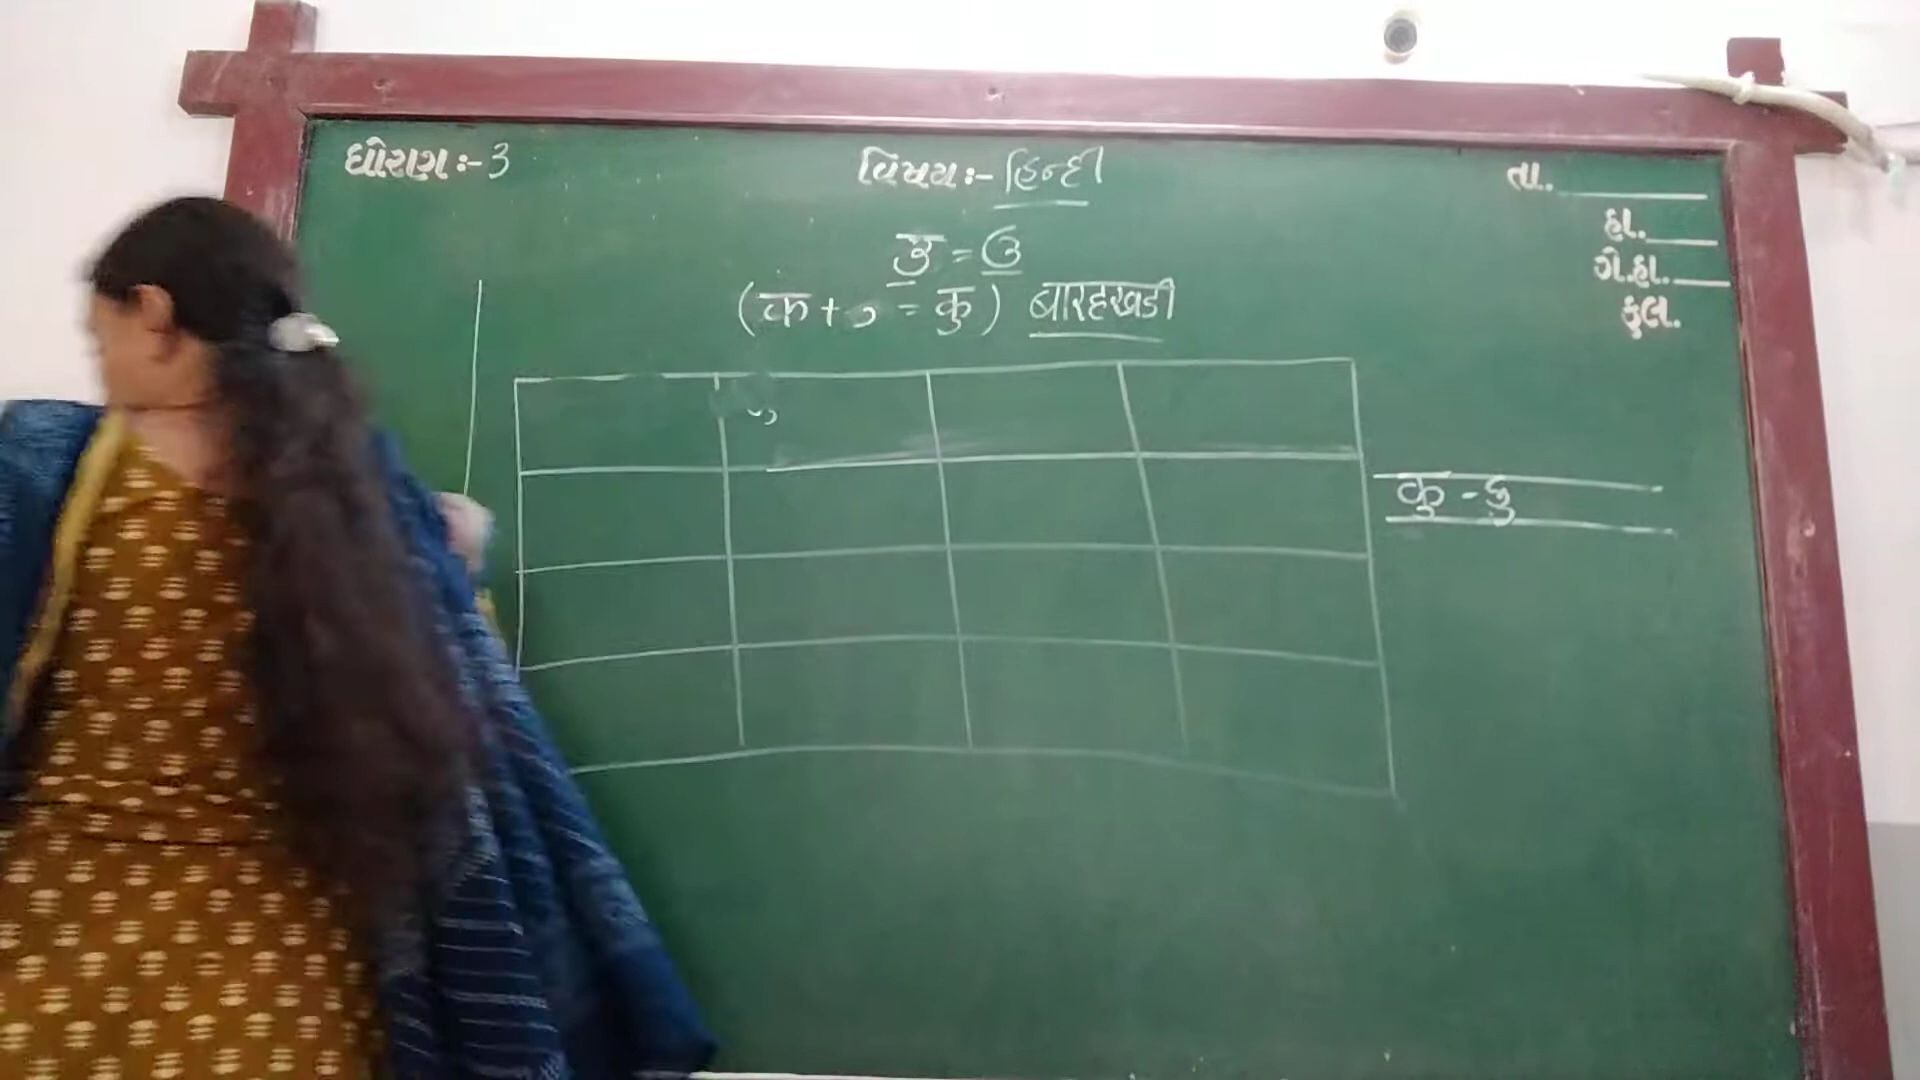 ધોરણ :- 3
વિષય :- हिन्दी
તા.
હા.
ગે.હા.
કુલ.
उ = ઉ
(क + ु = कु) बारहखडी
कु - કુ